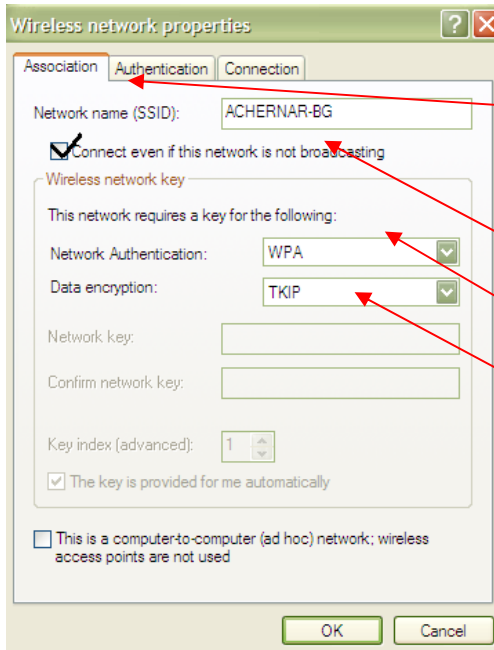 Wireless network properties
Association Authentication Connection
Network name (SSID): ACHERNAR-BG
Connect even if this network is not broadcasting
Wireless network key
This network requires a key for the following:
Network Authentication: WPA
Data encryption: TKIP
Network key:
Confirm network key:
Key index (advanced): 1
The key is provided for me automatically
This is a computer-to-computer (ad hoc) network; wireless
access points are not used
OK Cancel